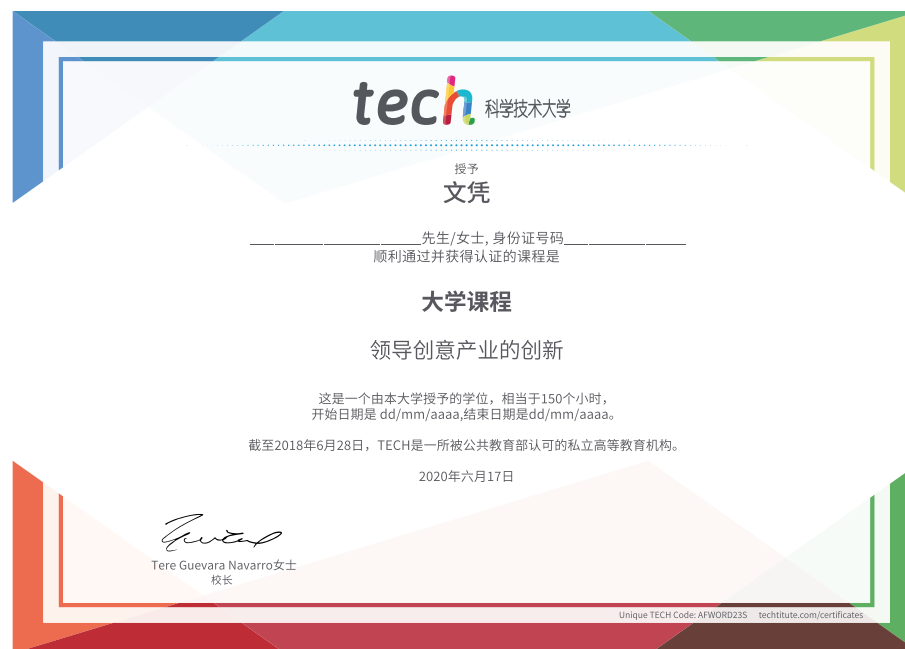 tech 科学技术大学
授予
文凭
______________________先生/女士, 身份证号码________________
顺利通过并获得认证的课程是
大学课程
领导创意产业的创新
这是一个由本大学授予的学位，相当于150个小时，
开始日期是 dd/mm/aaaa,结束日期是dd/mm/aaaa。
截至2018年6月28日，TECH是一所被公共教育部认可的私立高等教育机构。
2020年六月17日
Tere Guevara Navarro女士
校长
Unique TECH Code: AFWORD23S techtitute.com/certificates